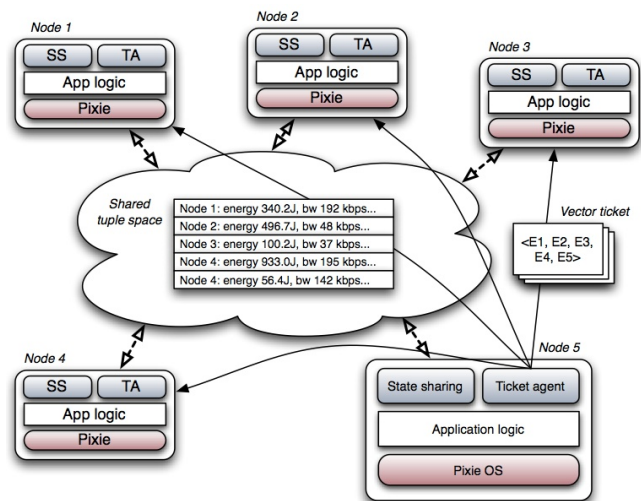 Node 1
SS TA
App logic
Pixie
Node 2
SS TA
App logic
Pixie
Node 3
SS TA
App logic
Pixie
Shared
tuple space
Node 1: energy 340.2J, bw 192 kbps...
Node 2: energy 496.7J, bw 48 kbps...
Node 3: energy 100.2J, bw 37 kbps...
Node 4: energy 933.0J, bw 195 kbps...
Node 4: energy 56.4J, bw 142 kbps...
Vector ticket
<E1, E2, E3,
E4, E5>
Node 4
SS TA
App logic
Pixie
Node 5
State sharing Ticket agent
Application logic
Pixie OS